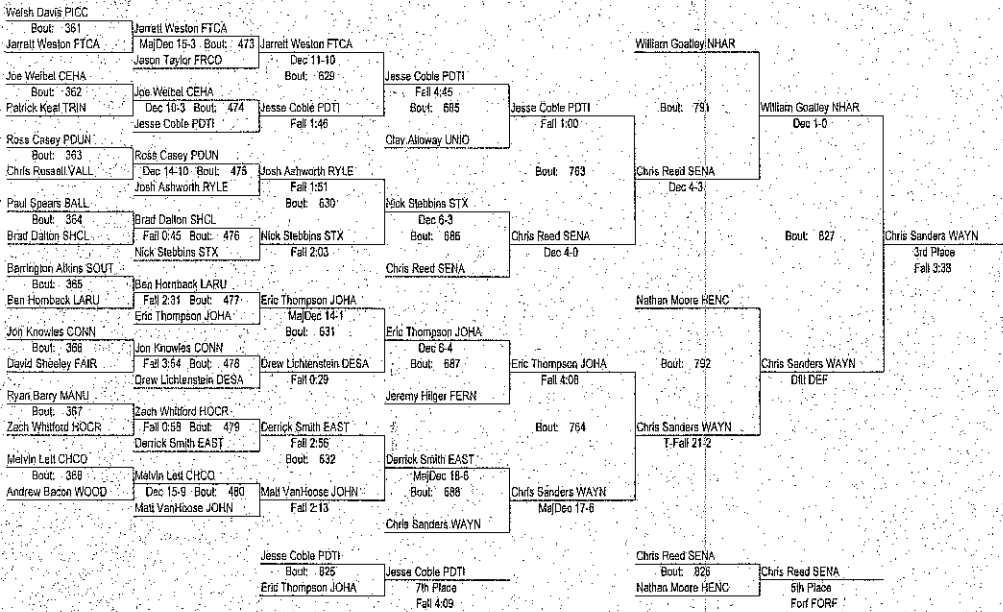 Welsh Davis PICC
Bout: 361
Jarrett Weston FTCA
Joe Weibel CEHA
Bout: 362
Patrick Keal TRIN
Ross Casey PDUN
Bout: 363
Chris Russell VALL
Paul Spears BALL
Bout: 364
Brad Dalton SHCL
Barrington Atkins SOUT
Bout: 365
Ben Hornback LARU
Jon Knowles CONN
Bout: 366
David Sheeley FAIR
Ryan Berry MANU
Bout: 367
Zach Whitford HOCR
Melvin Leit CHCO
Bout: 368
Andrew Bacon WOOD
Jarrett Weston FTCA
MajDec 15-3 Bout: 473
Jason Taylor FRCO
Joe Weibel CEHA
Dec 10-3 Bout: 474
Jesse Coble PDTI
Ross Casey PDUN
Dec 14-10 Bout: 475
Josh Ashworth RYLE
Brad Dalton SHCL
Fall 0:45 Bout: 476
Nick Stebbins STX
Ben Hornback LARU
Fall 2:31 Bout: 477
Eric Thompson JOHA
Jon Knowles CONN
Fall 3:54 Bout: 478
Drew Lichtenstein DESA
Zach Whitford HOCR
Fall 0:58 Bout: 479
Derrick Smith EAST
Melvin Leit CHCO
Dec 15-9 Bout: 480
Matt VanHoose JOHN
Jarrett Weston FTCA
Dec 11-10
Bout: 629
Jesse Coble PDTI
Fall 1:46
Josh Ashworth RYLE
Fall 1:51
Bout: 630
Nick Stebbins STX
Fall 2:03
Eric Thompson JOHA
MajDec 14-1
Bout: 631
Drew Lichtenstein DESA
Fall 0:29
Derrick Smith EAST
Fall 2:56
Bout: 632
Matt VanHoose JOHN
Fall 2:13
Jesse Coble PDTI
Fall 4:45
Bout: 685
Clay Alloway UNIO
Nick Stebbins STX
Dec 6-3
Bout: 686
Chris Reed SENA
Eric Thompson JOHA
Dec 6-4
Bout: 687
Jeremy Hilger FERN
Derrick Smith EAST
MajDec 18-6
Bout: 688
Chris Sanders WAYN
Jesse Coble PDTI
Fall 1:00
Bout: 763
Chris Reed SENA
Dec 4-0
Eric Thompson JOHA
Fall 4:08
Bout: 764
Chris Sanders WAYN
MajDec 17-6
William Goatley NHAR
Bout: 791
Chris Reed SENA
Dec 4-3
Nathan Moore HENC
Bout: 792
Chris Sanders WAYN
T-Fall 21-2
William Goatley NHAR
Dec 1-0
Bout: 827
Chris Sanders WAYN
Dflt DEF
Chris Sanders WAYN
3rd Place
Fall 3:38
Jesse Coble PDTI
Bout: 825
Eric Thompson JOHA
Jesse Coble PDTI
7th Place
Fall 4:09
Chris Reed SENA
Bout: 826
Nathan Moore HENC
Chris Reed SENA
5th Place
Forf FORF